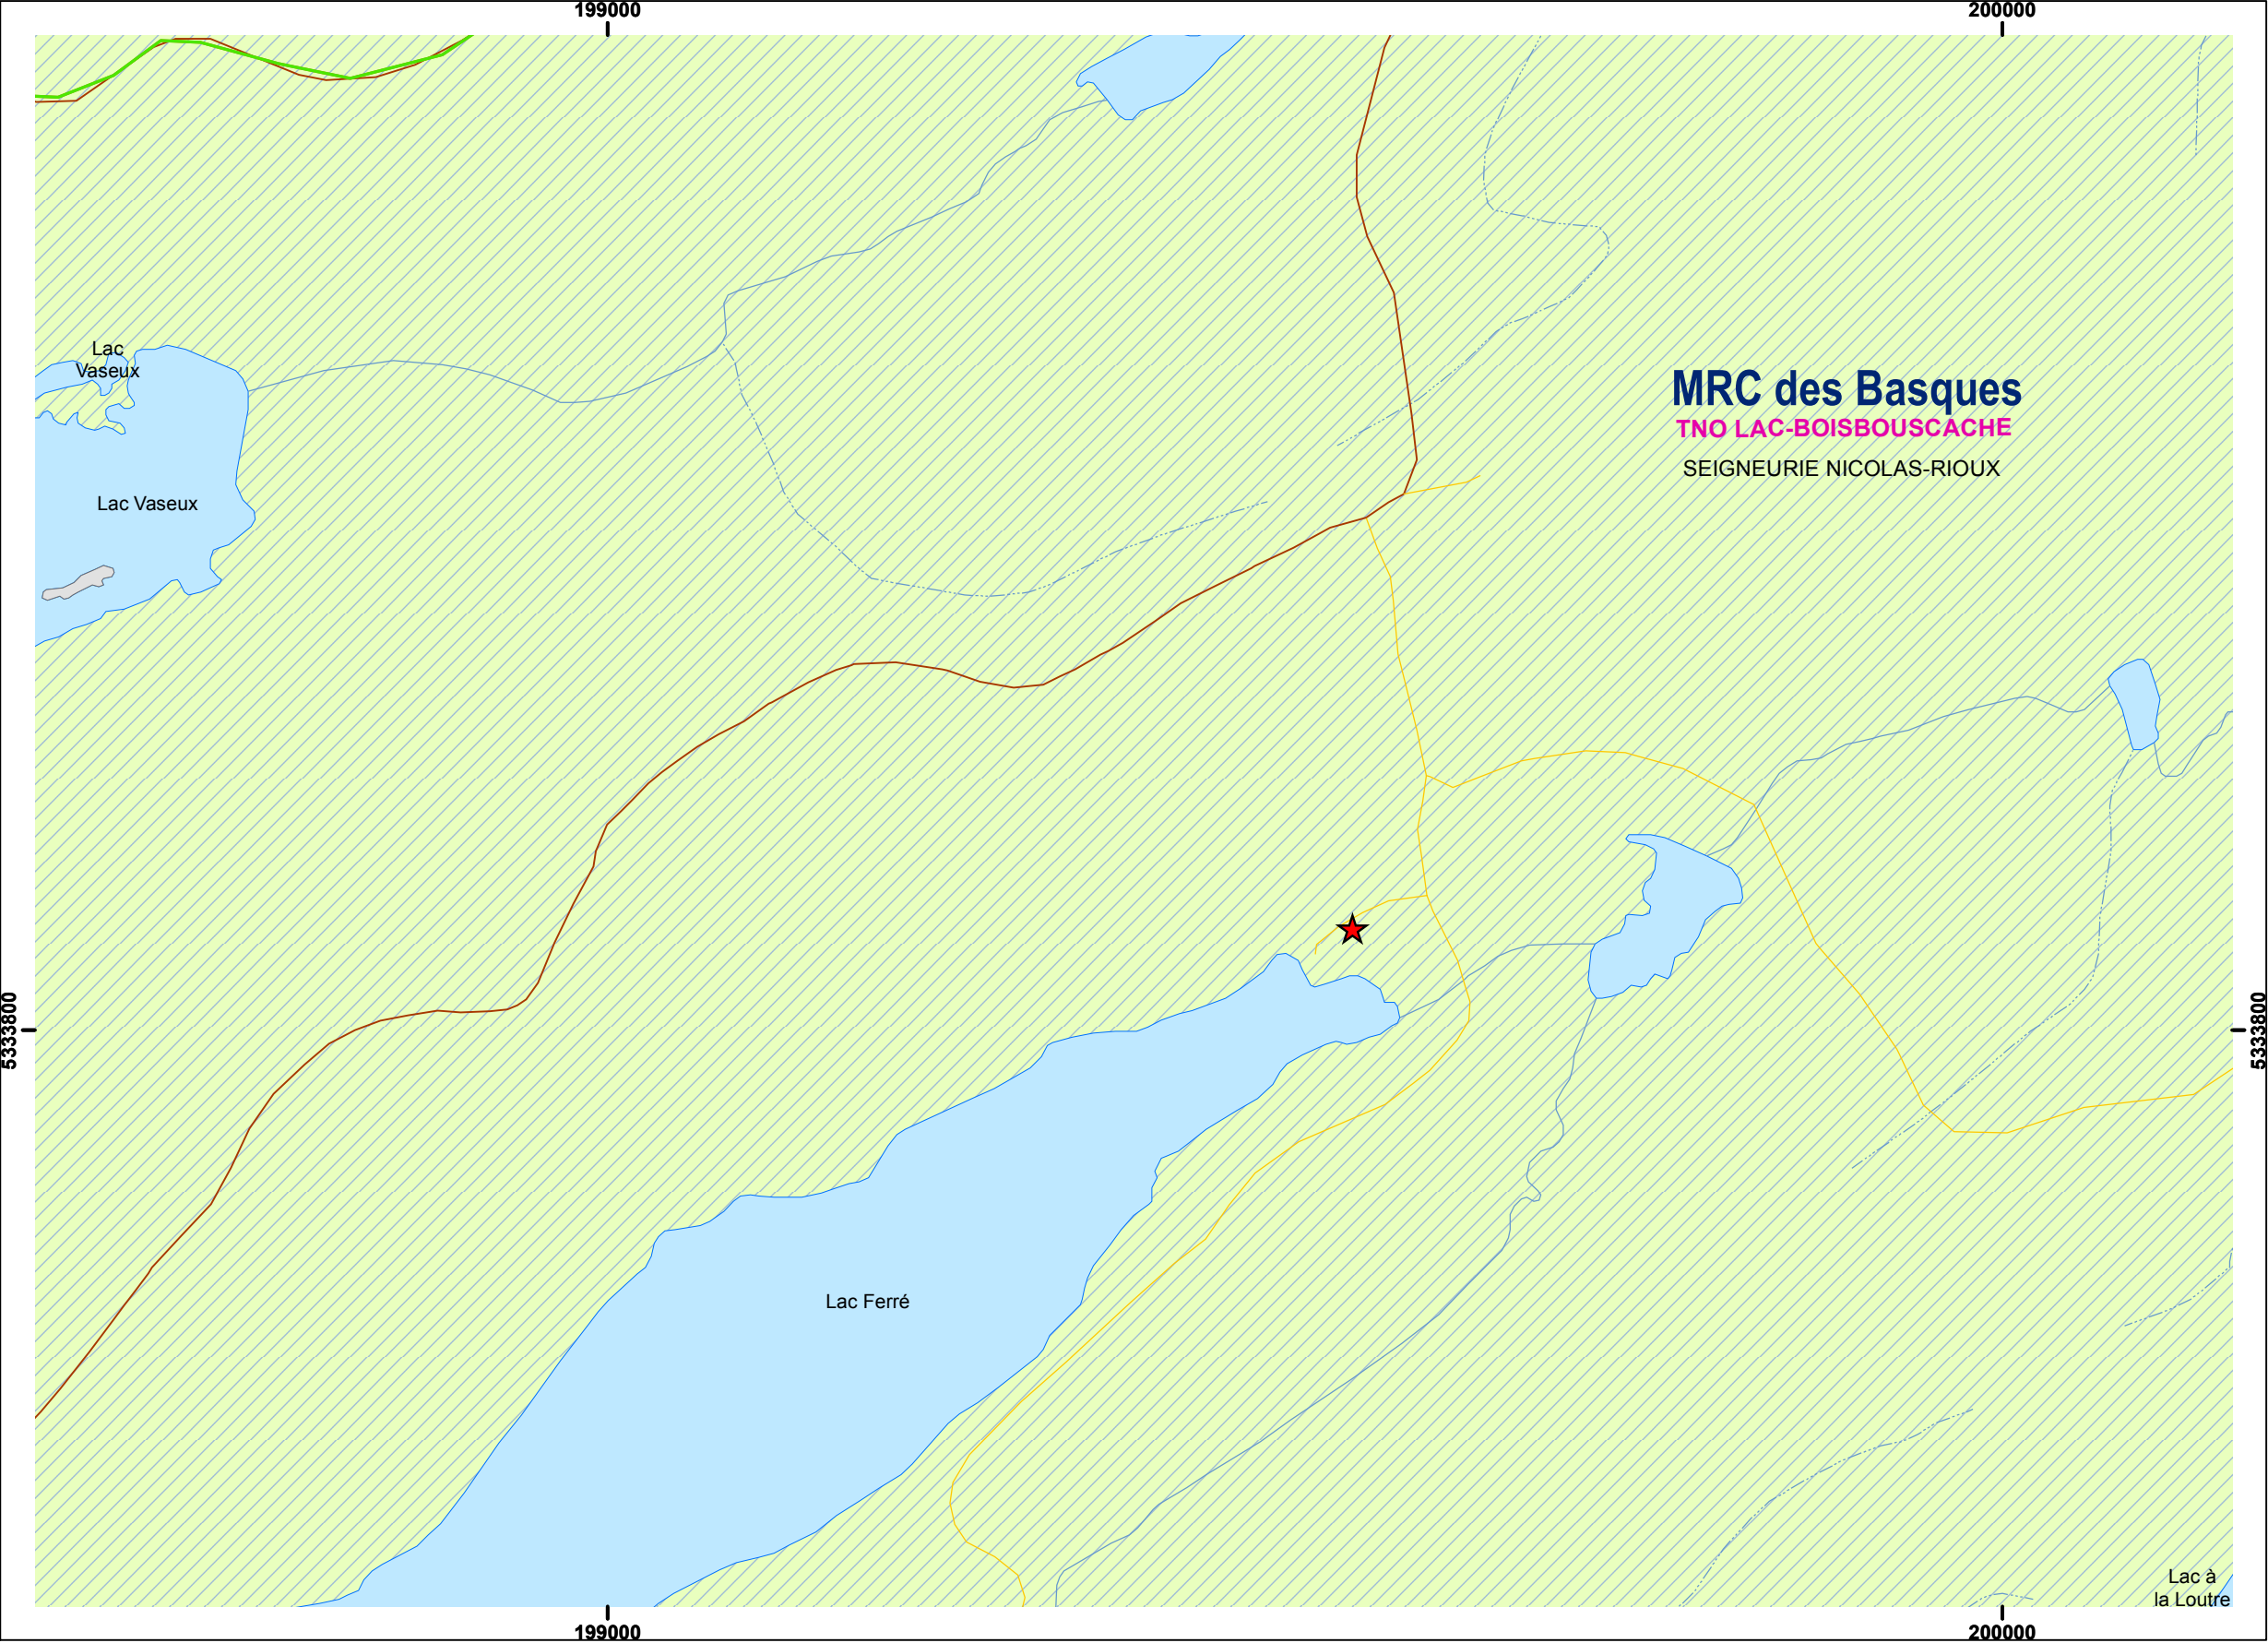 199000
200000
Lac
Vaseux
MRC des Basques
TNO LAC-BOISBOUSCACHE
SEIGNEURIE NICOLAS-RIOUX
Lac Vaseux
5333800
5333800
Lac Ferré
Lac à
la Loutre
199000
200000